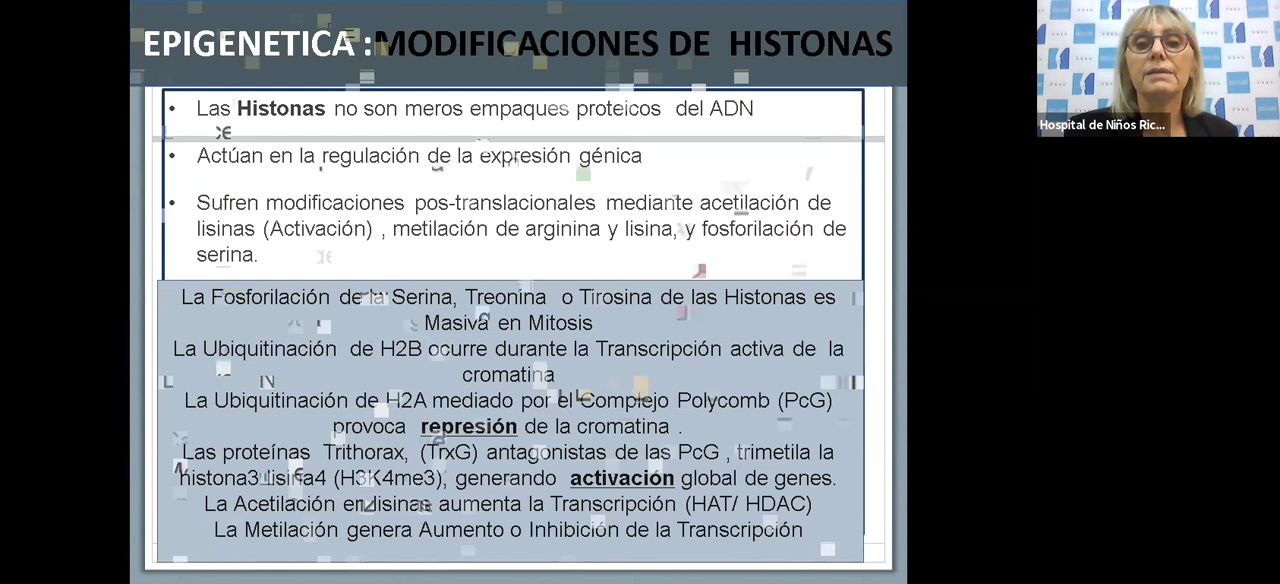 EPIGENETICA : MODIFICACIONES DE HISTONAS
• Las Histonas no son meros empaques proteicos del ADN
• Actúan en la regulación de la expresión génica
• Sufren modificaciones pos-translacionales mediante acetilación de
lisinas (Activación) , metilación de arginina y lisina, y fosforilación de
serina.
La Fosforilación de la Serina, Treonina o Tirosina de las Histonas es
Masiva en Mitosis
La Ubiquitinación de H2B ocurre durante la Transcripción activa de la
cromatina
La Ubiquitinación de H2A mediado por el Complejo Polycomb (PcG)
provoca represión de la cromatina .
Las proteínas Trithorax, (TrxG) antagonistas de las PcG , trimetila la
histona3 Lisina4 (H3K4me3), generando activación global de genes.
La Acetilación en lisinas aumenta la Transcripción (HAT/ HDAC)
La Metilación genera Aumento o Inhibición de la Transcripción
Hospital de Niños Ric...